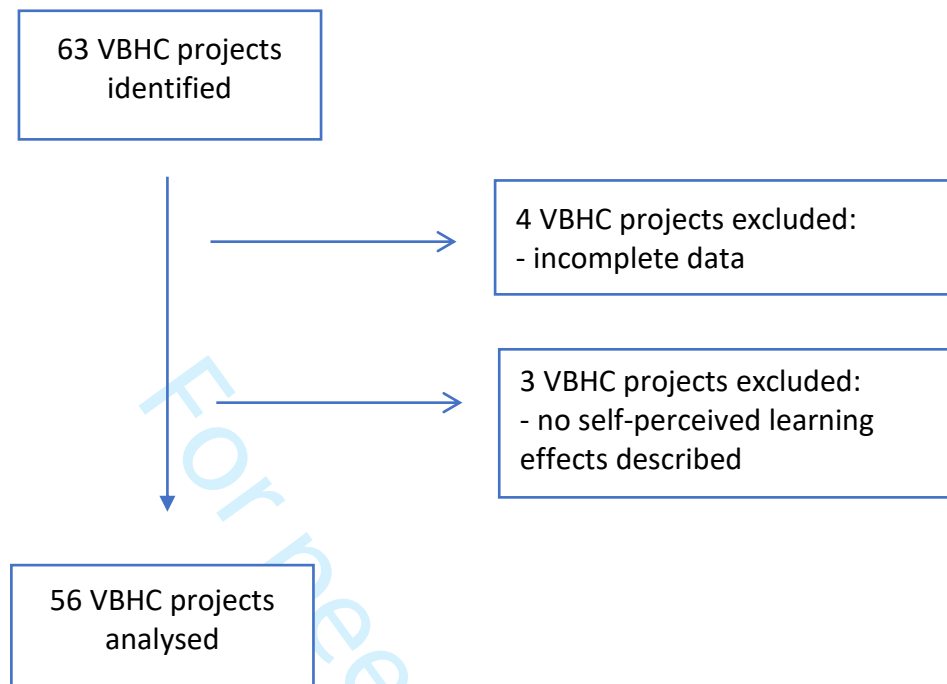 63 VBHC projects
identified
4 VBHC projects excluded:
- incomplete data
3 VBHC projects excluded:
- no self-perceived learning
effects described
56 VBHC projects
analysed
For pee